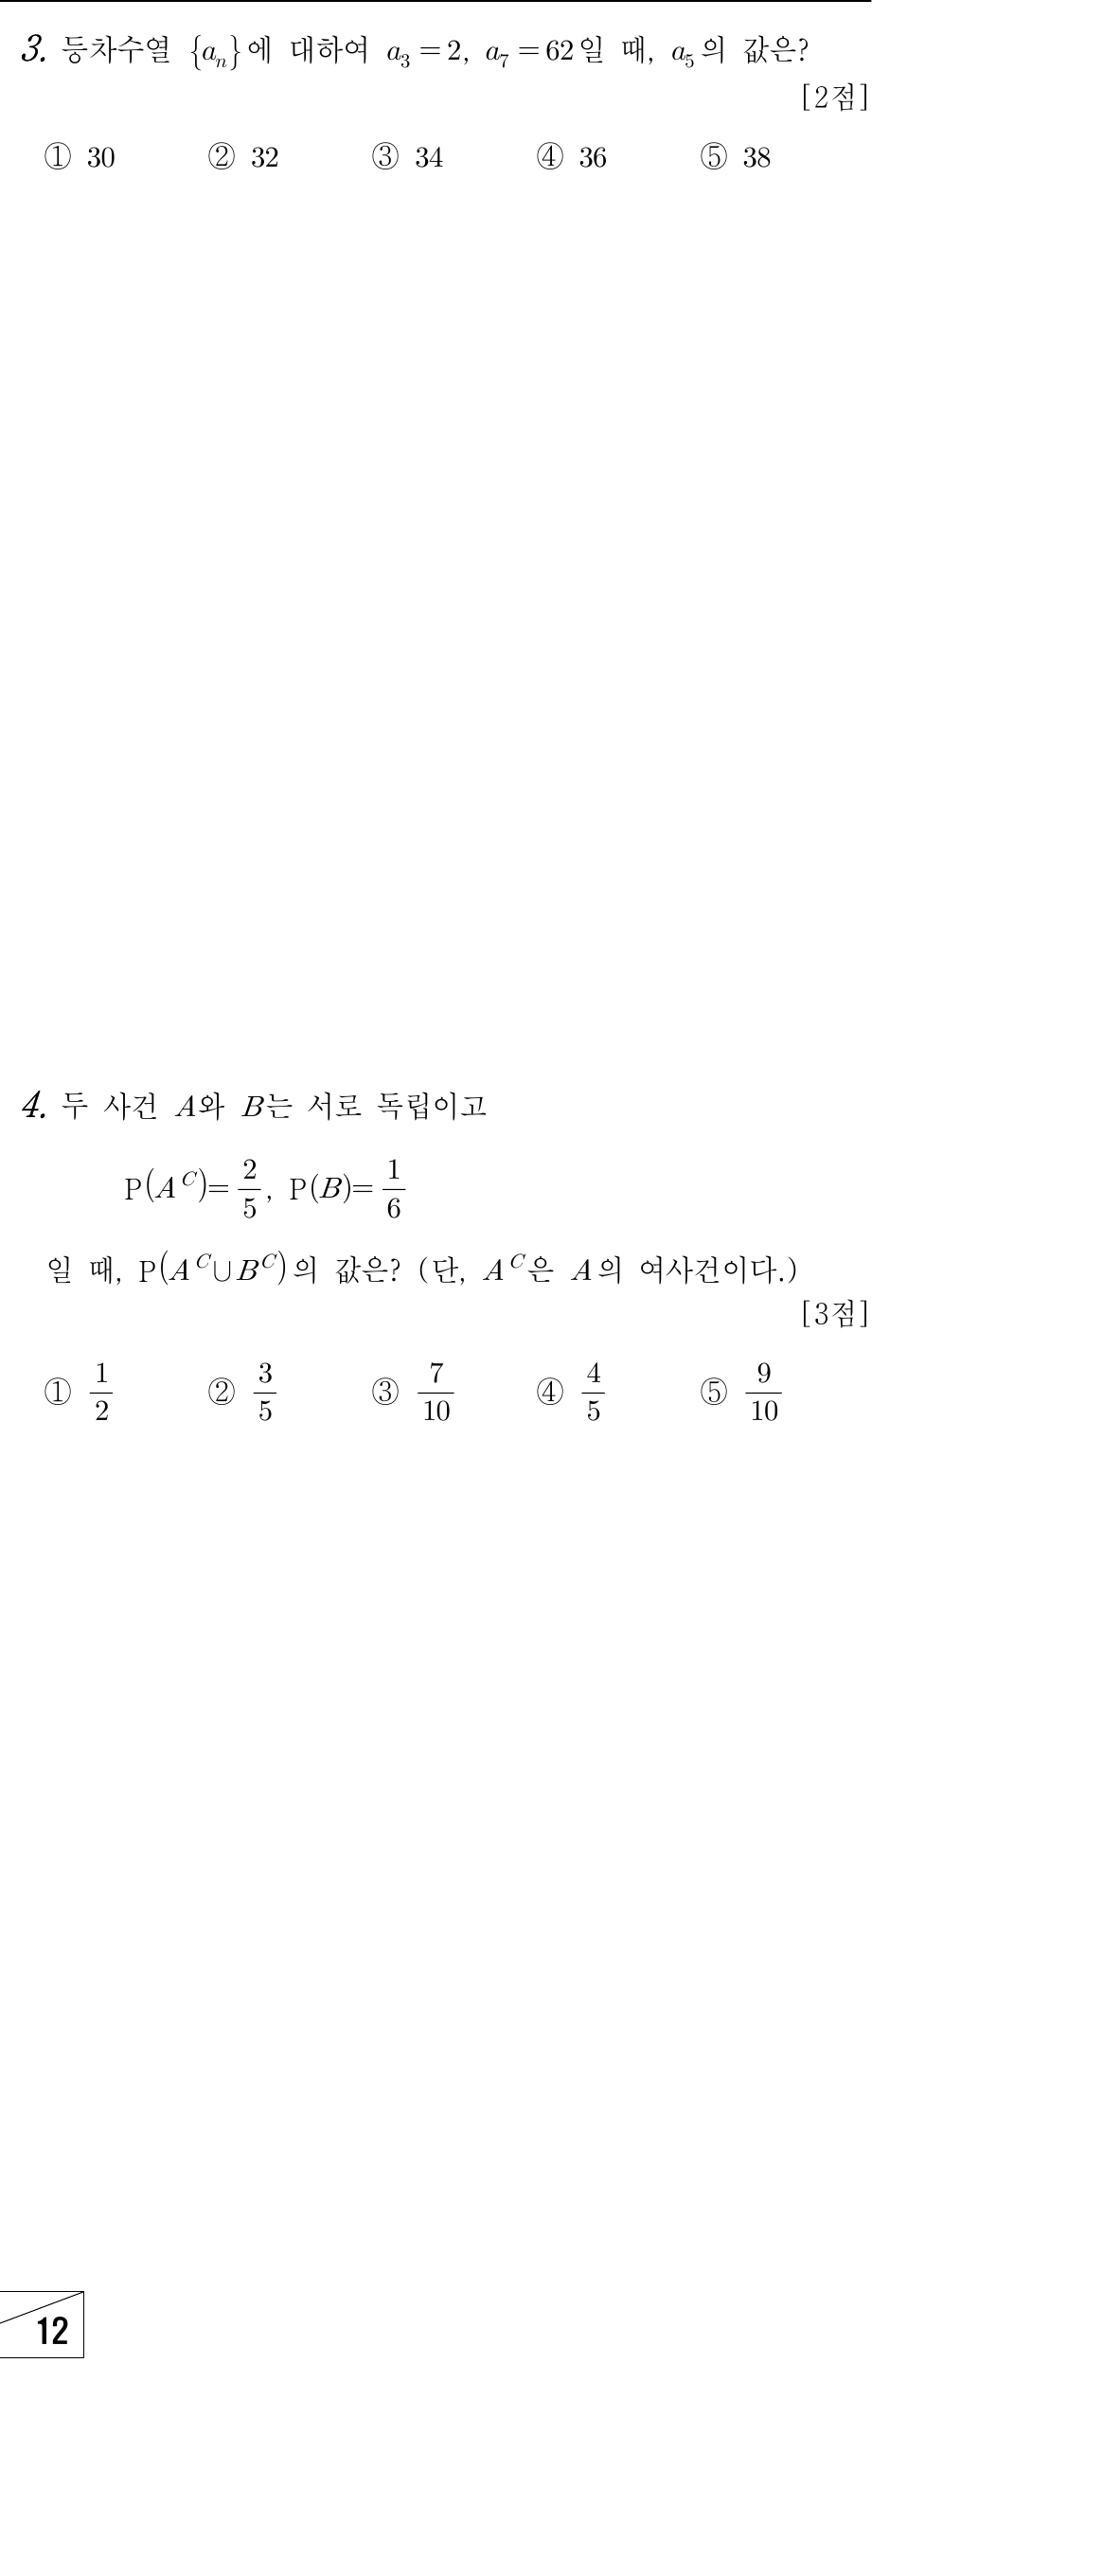 3. 등차수열 {aₙ}에 대하여 a₃ = 2, a₇ = 62일 때, a₅의 값은?
[2점]
① 30 ② 32 ③ 34 ④ 36 ⑤ 38
4. 두 사건 A와 B는 서로 독립이고
P(A^C) = 2/5, P(B) = 1/6
일 때, P(A^C∪B^C)의 값은? (단, A^C은 A의 여사건이다.)
[3점]
① 1/2 ② 3/5 ③ 7/10 ④ 4/5 ⑤ 9/10
12